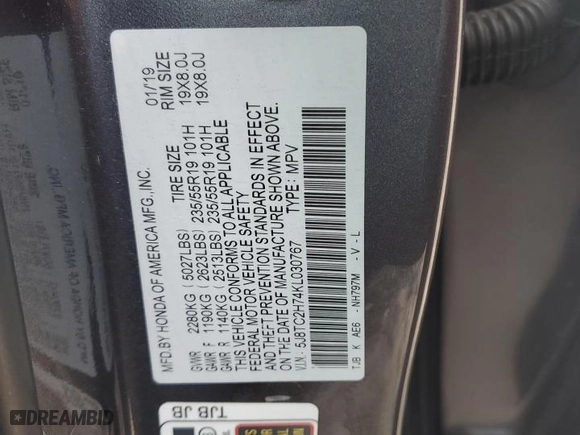 MFD.BY HONDA OF AMERICA MFG.,INC. 01/'19
TIRE SIZE RIM SIZE
GVWR 2280KG (5027LBS)
GAWR F 1190KG (2623LBS) 235/55R19 101H 19X8.0J
GAWR R 1140KG (2513LBS) 235/55R19 101H 19X8.0J
THIS VEHICLE CONFORMS TO ALL APPLICABLE
FEDERAL MOTOR VEHICLE SAFETY
AND THEFT PREVENTION STANDARDS IN EFFECT
ON THE DATE OF MANUFACTURE SHOWN ABOVE.
V.I.N.: 5J8TC2H74KL030767 TYPE: MPV
TJB K AE6 -NH797M -V-L
TJB JB
DREAMBID